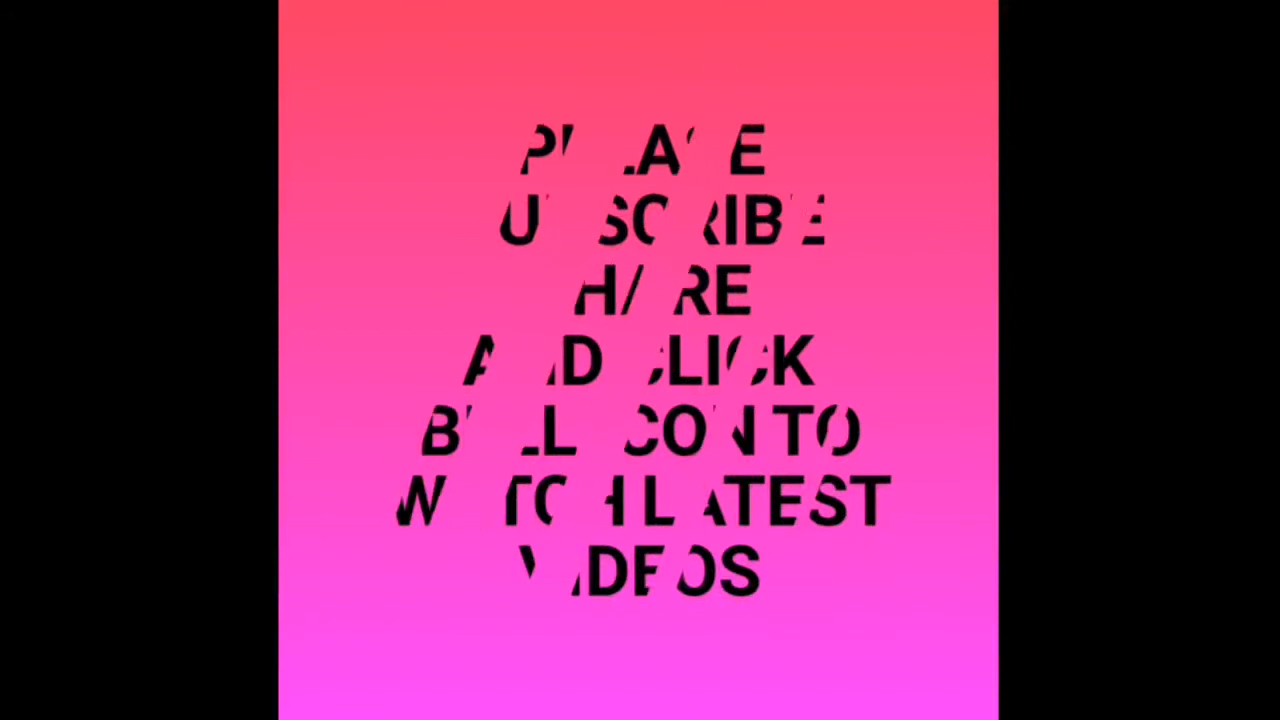 PLEASE
SUBSCRIBE
SHARE
AND CLICK
BELL ICON TO
WATCH LATEST
VIDEOS